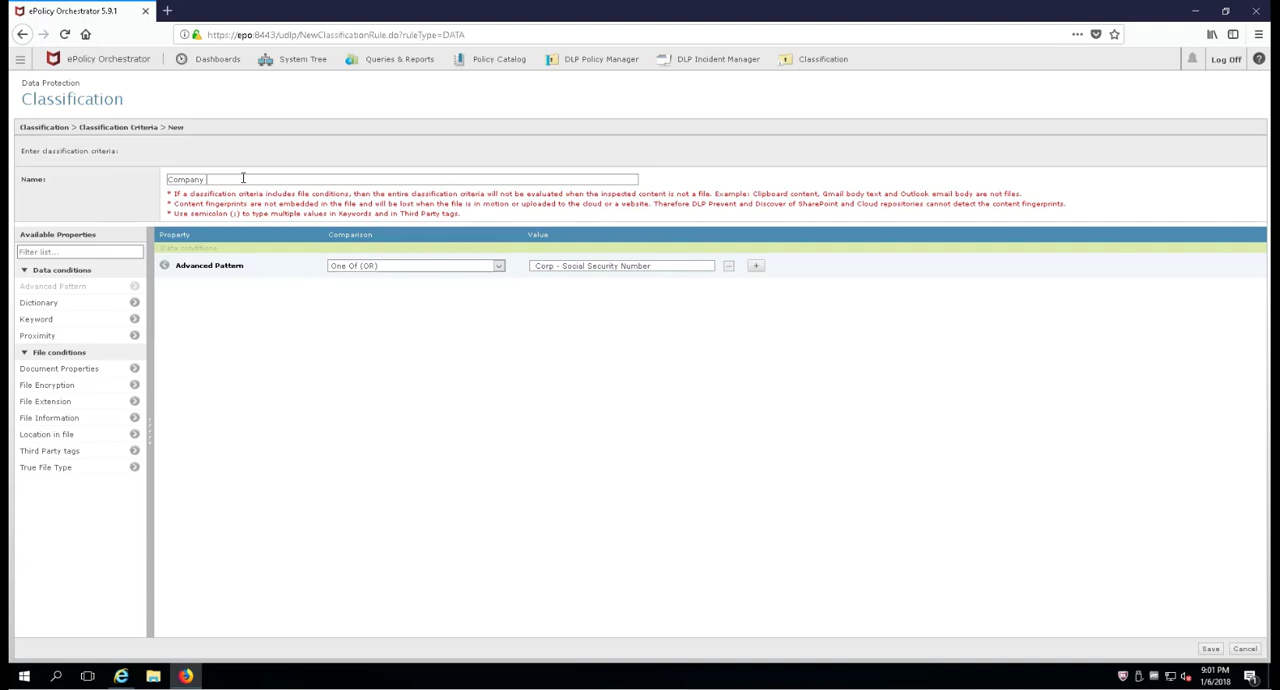 ePolicy Orchestrator 5.9.1
https://epo:8443/udlp/NewClassificationRule.do?ruleType=DATA
ePolicy Orchestrator Dashboards System Tree Queries & Reports Policy Catalog DLP Policy Manager DLP Incident Manager Classification Log Off ?
Data Protection
Classification
Classification > Classification Criteria > New
Enter classification criteria:
Name: Company
* If a classification criteria includes file conditions, then the entire classification criteria will not be evaluated when the inspected content is not a file. Example: Clipboard content, Gmail body text and Outlook email body are not files.
* Content fingerprints are not embedded in the file and will be lost when the file is in motion or uploaded to the cloud or a website. Therefore DLP Prevent and Discover of SharePoint and Cloud repositories cannot detect the content fingerprints.
* Use semicolon (;) to type multiple values in Keywords and in Third Party tags.
Available Properties Property Comparison Value
Filter list... Data conditions
Data conditions Advanced Pattern One Of (OR) Corp - Social Security Number ... +
Advanced Pattern
Dictionary
Keyword
Proximity
File conditions
Document Properties
File Encryption
File Extension
File Information
Location in file
Third Party tags
True File Type
Save Cancel
9:01 PM
1/6/2018